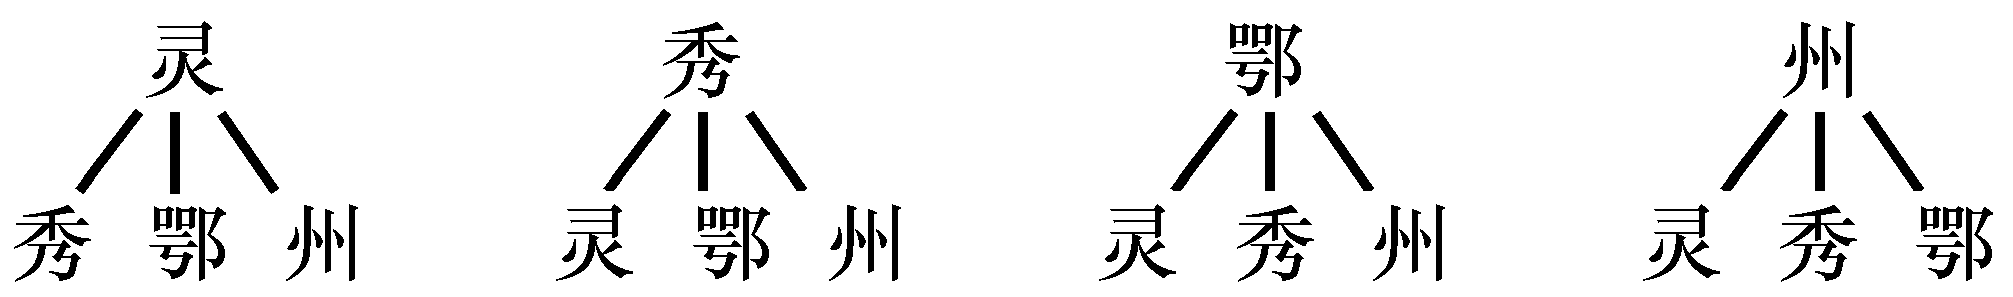 灵 秀 鄂 州
秀 鄂 州 灵 鄂 州 灵 秀 州 灵 秀 鄂